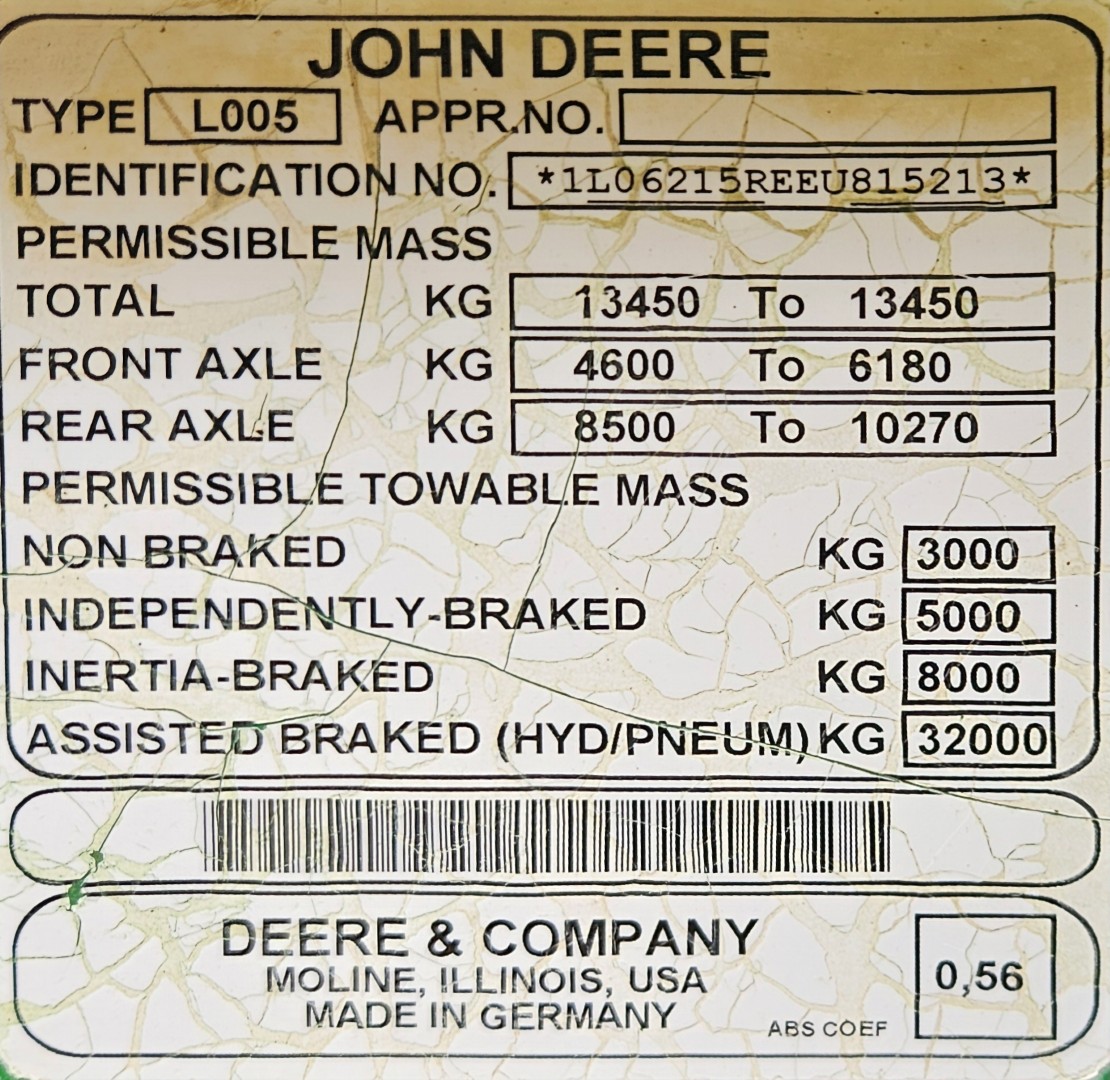 JOHN DEERE
TYPE L005 APPR.NO.
IDENTIFICATION NO. *1L06215REEU815213*
PERMISSIBLE MASS
TOTAL KG 13450 To 13450
FRONT AXLE KG 4600 To 6180
REAR AXLE KG 8500 To 10270
PERMISSIBLE TOWABLE MASS
NON BRAKED KG 3000
INDEPENDENTLY-BRAKED KG 5000
INERTIA-BRAKED KG 8000
ASSISTED BRAKED (HYD/PNEUM) KG 32000
DEERE & COMPANY
MOLINE, ILLINOIS, USA
MADE IN GERMANY
ABS COEF 0,56